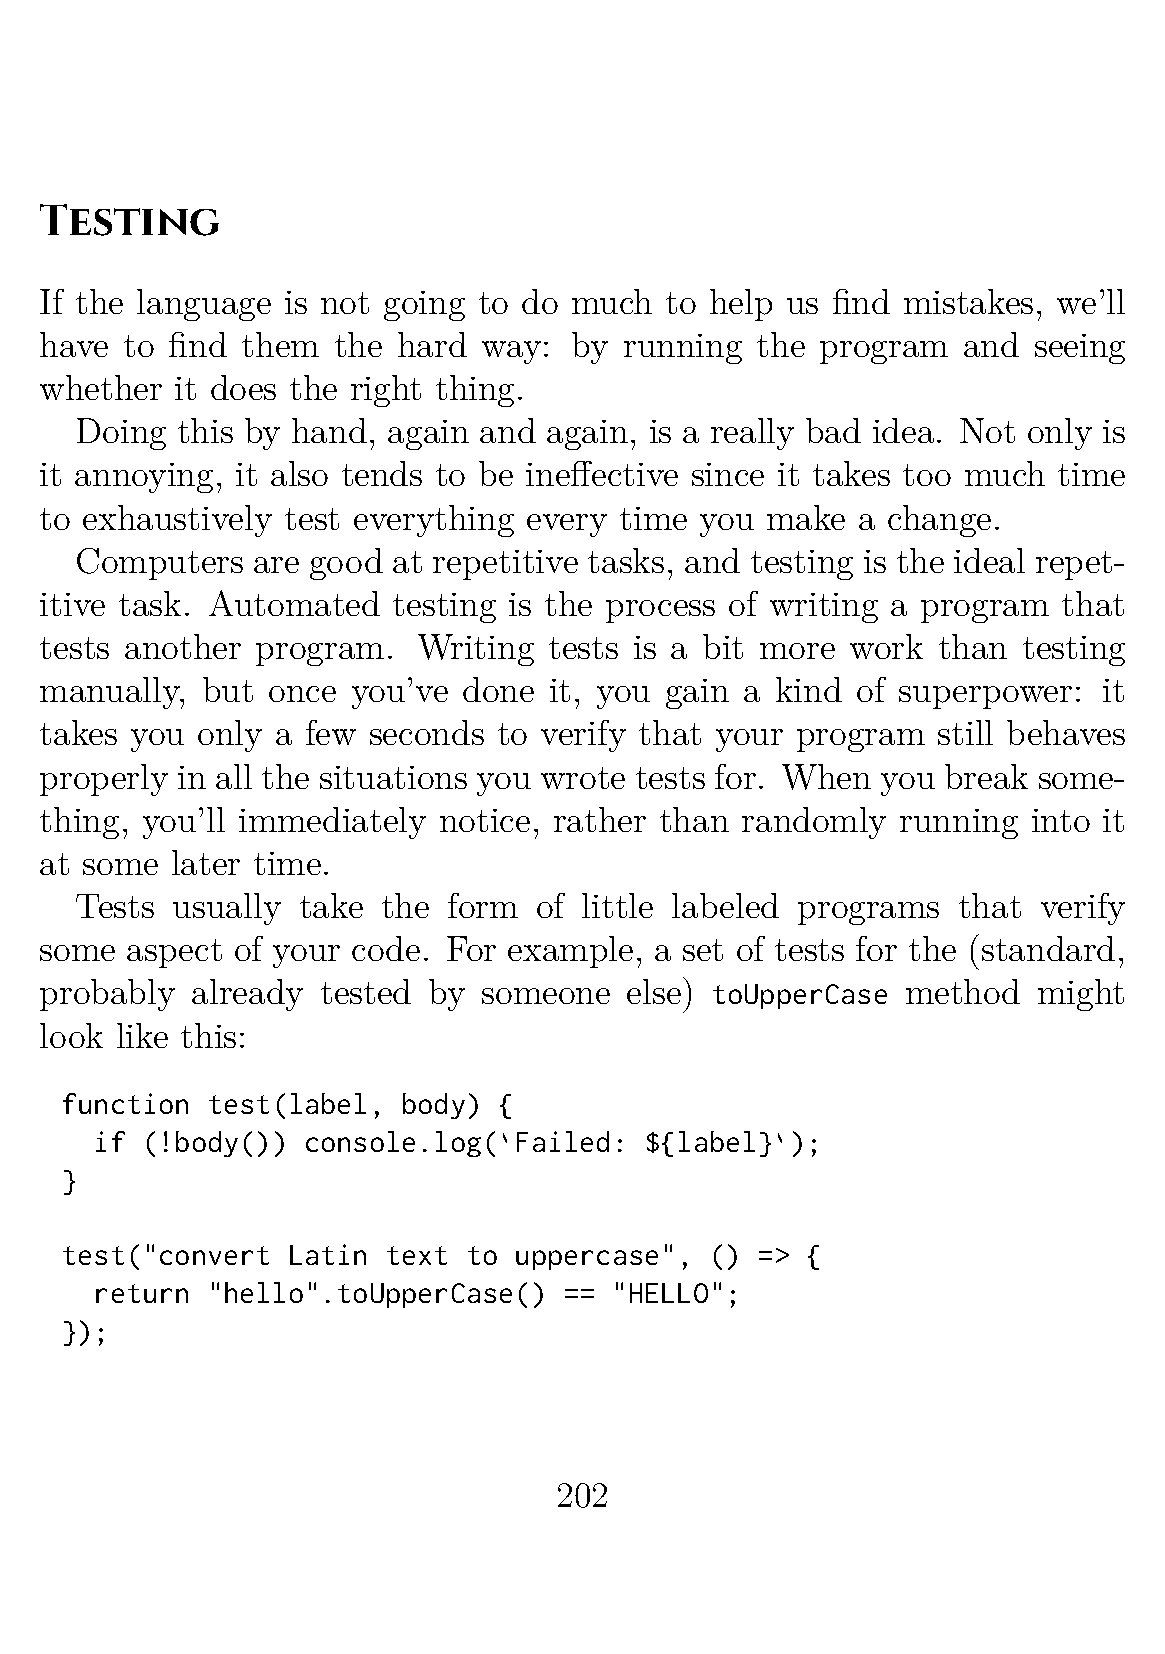 Testing
If the language is not going to do much to help us find mistakes, we'll
have to find them the hard way: by running the program and seeing
whether it does the right thing.
Doing this by hand, again and again, is a really bad idea. Not only is
it annoying, it also tends to be ineffective since it takes too much time
to exhaustively test everything every time you make a change.
Computers are good at repetitive tasks, and testing is the ideal repet-
itive task. Automated testing is the process of writing a program that
tests another program. Writing tests is a bit more work than testing
manually, but once you've done it, you gain a kind of superpower: it
takes you only a few seconds to verify that your program still behaves
properly in all the situations you wrote tests for. When you break some-
thing, you'll immediately notice, rather than randomly running into it
at some later time.
Tests usually take the form of little labeled programs that verify
some aspect of your code. For example, a set of tests for the (standard,
probably already tested by someone else) toUpperCase method might
look like this:
function test(label, body) {
  if (!body()) console.log(`Failed: ${label}`);
}
test("convert Latin text to uppercase", () => {
  return "hello".toUpperCase() == "HELLO";
});
202